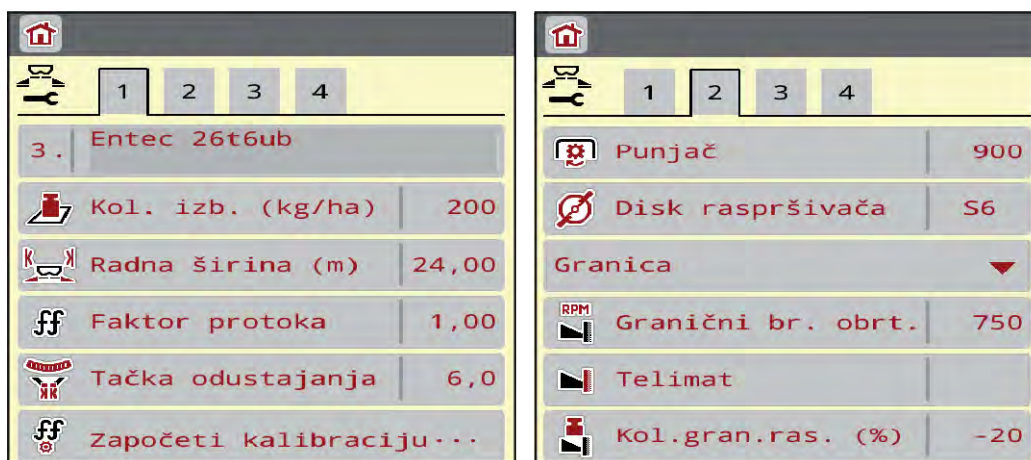 1 2 3 4
3. Entec 26t6ub
Kol. izb. (kg/ha) 200
Radna širina (m) 24,00
ff Faktor protoka 1,00
Tačka odustajanja 6,0
ff Započeti kalibraciju···
1 2 3 4
Punjač 900
Disk raspršivača S6
Granica
RPM Granični br. obrt. 750
Telimat
Kol.gran.ras. (%) -20